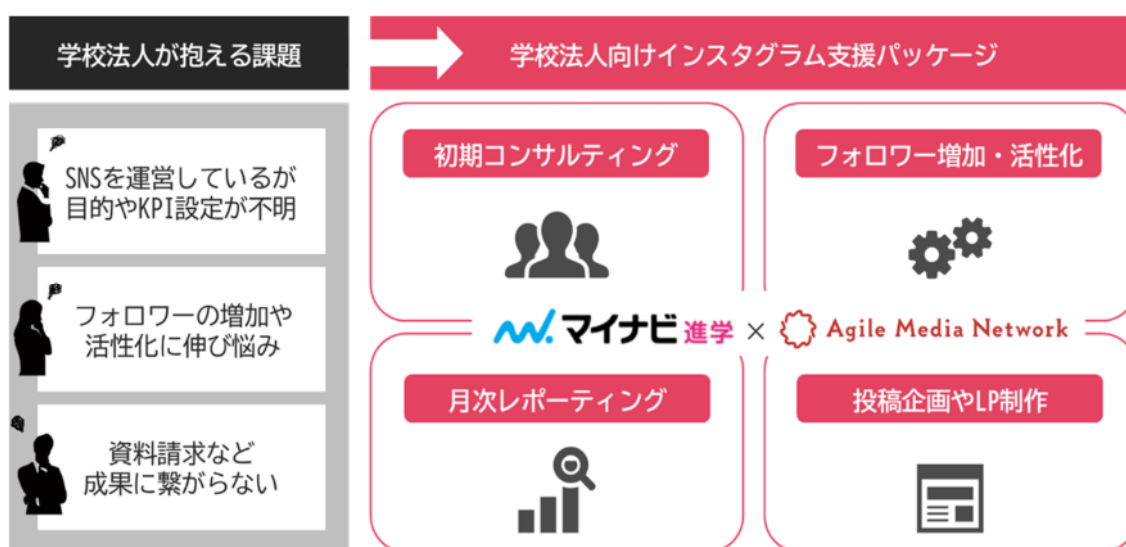 学校法人が抱える課題
学校法人向けインスタグラム支援パッケージ
SNSを運営しているが
目的やKPI設定が不明
フォロワーの増加や
活性化に伸び悩み
資料請求など
成果に繋がらない
初期コンサルティング
フォロワー増加・活性化
マイナビ進学 × Agile Media Network
月次レポーティング
投稿企画やLP制作